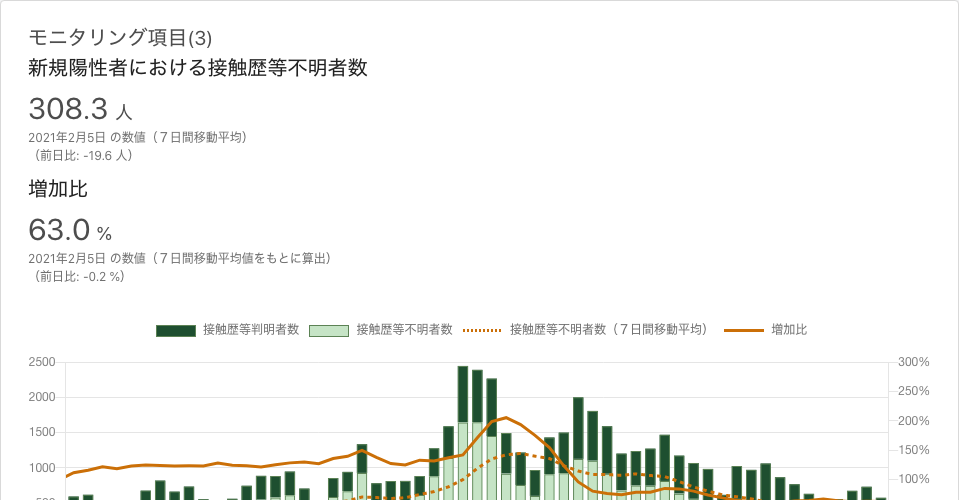 モニタリング項目(3)
新規陽性者における接触歴等不明者数
308.3 人
2021年2月5日 の数値（７日間移動平均）
（前日比: -19.6 人）
増加比
63.0 %
2021年2月5日 の数値（７日間移動平均値をもとに算出）
（前日比: -0.2 %）
接触歴等判明者数 接触歴等不明者数 接触歴等不明者数（７日間移動平均） 増加比
2500 300%
250%
2000
200%
1500
150%
1000
100%